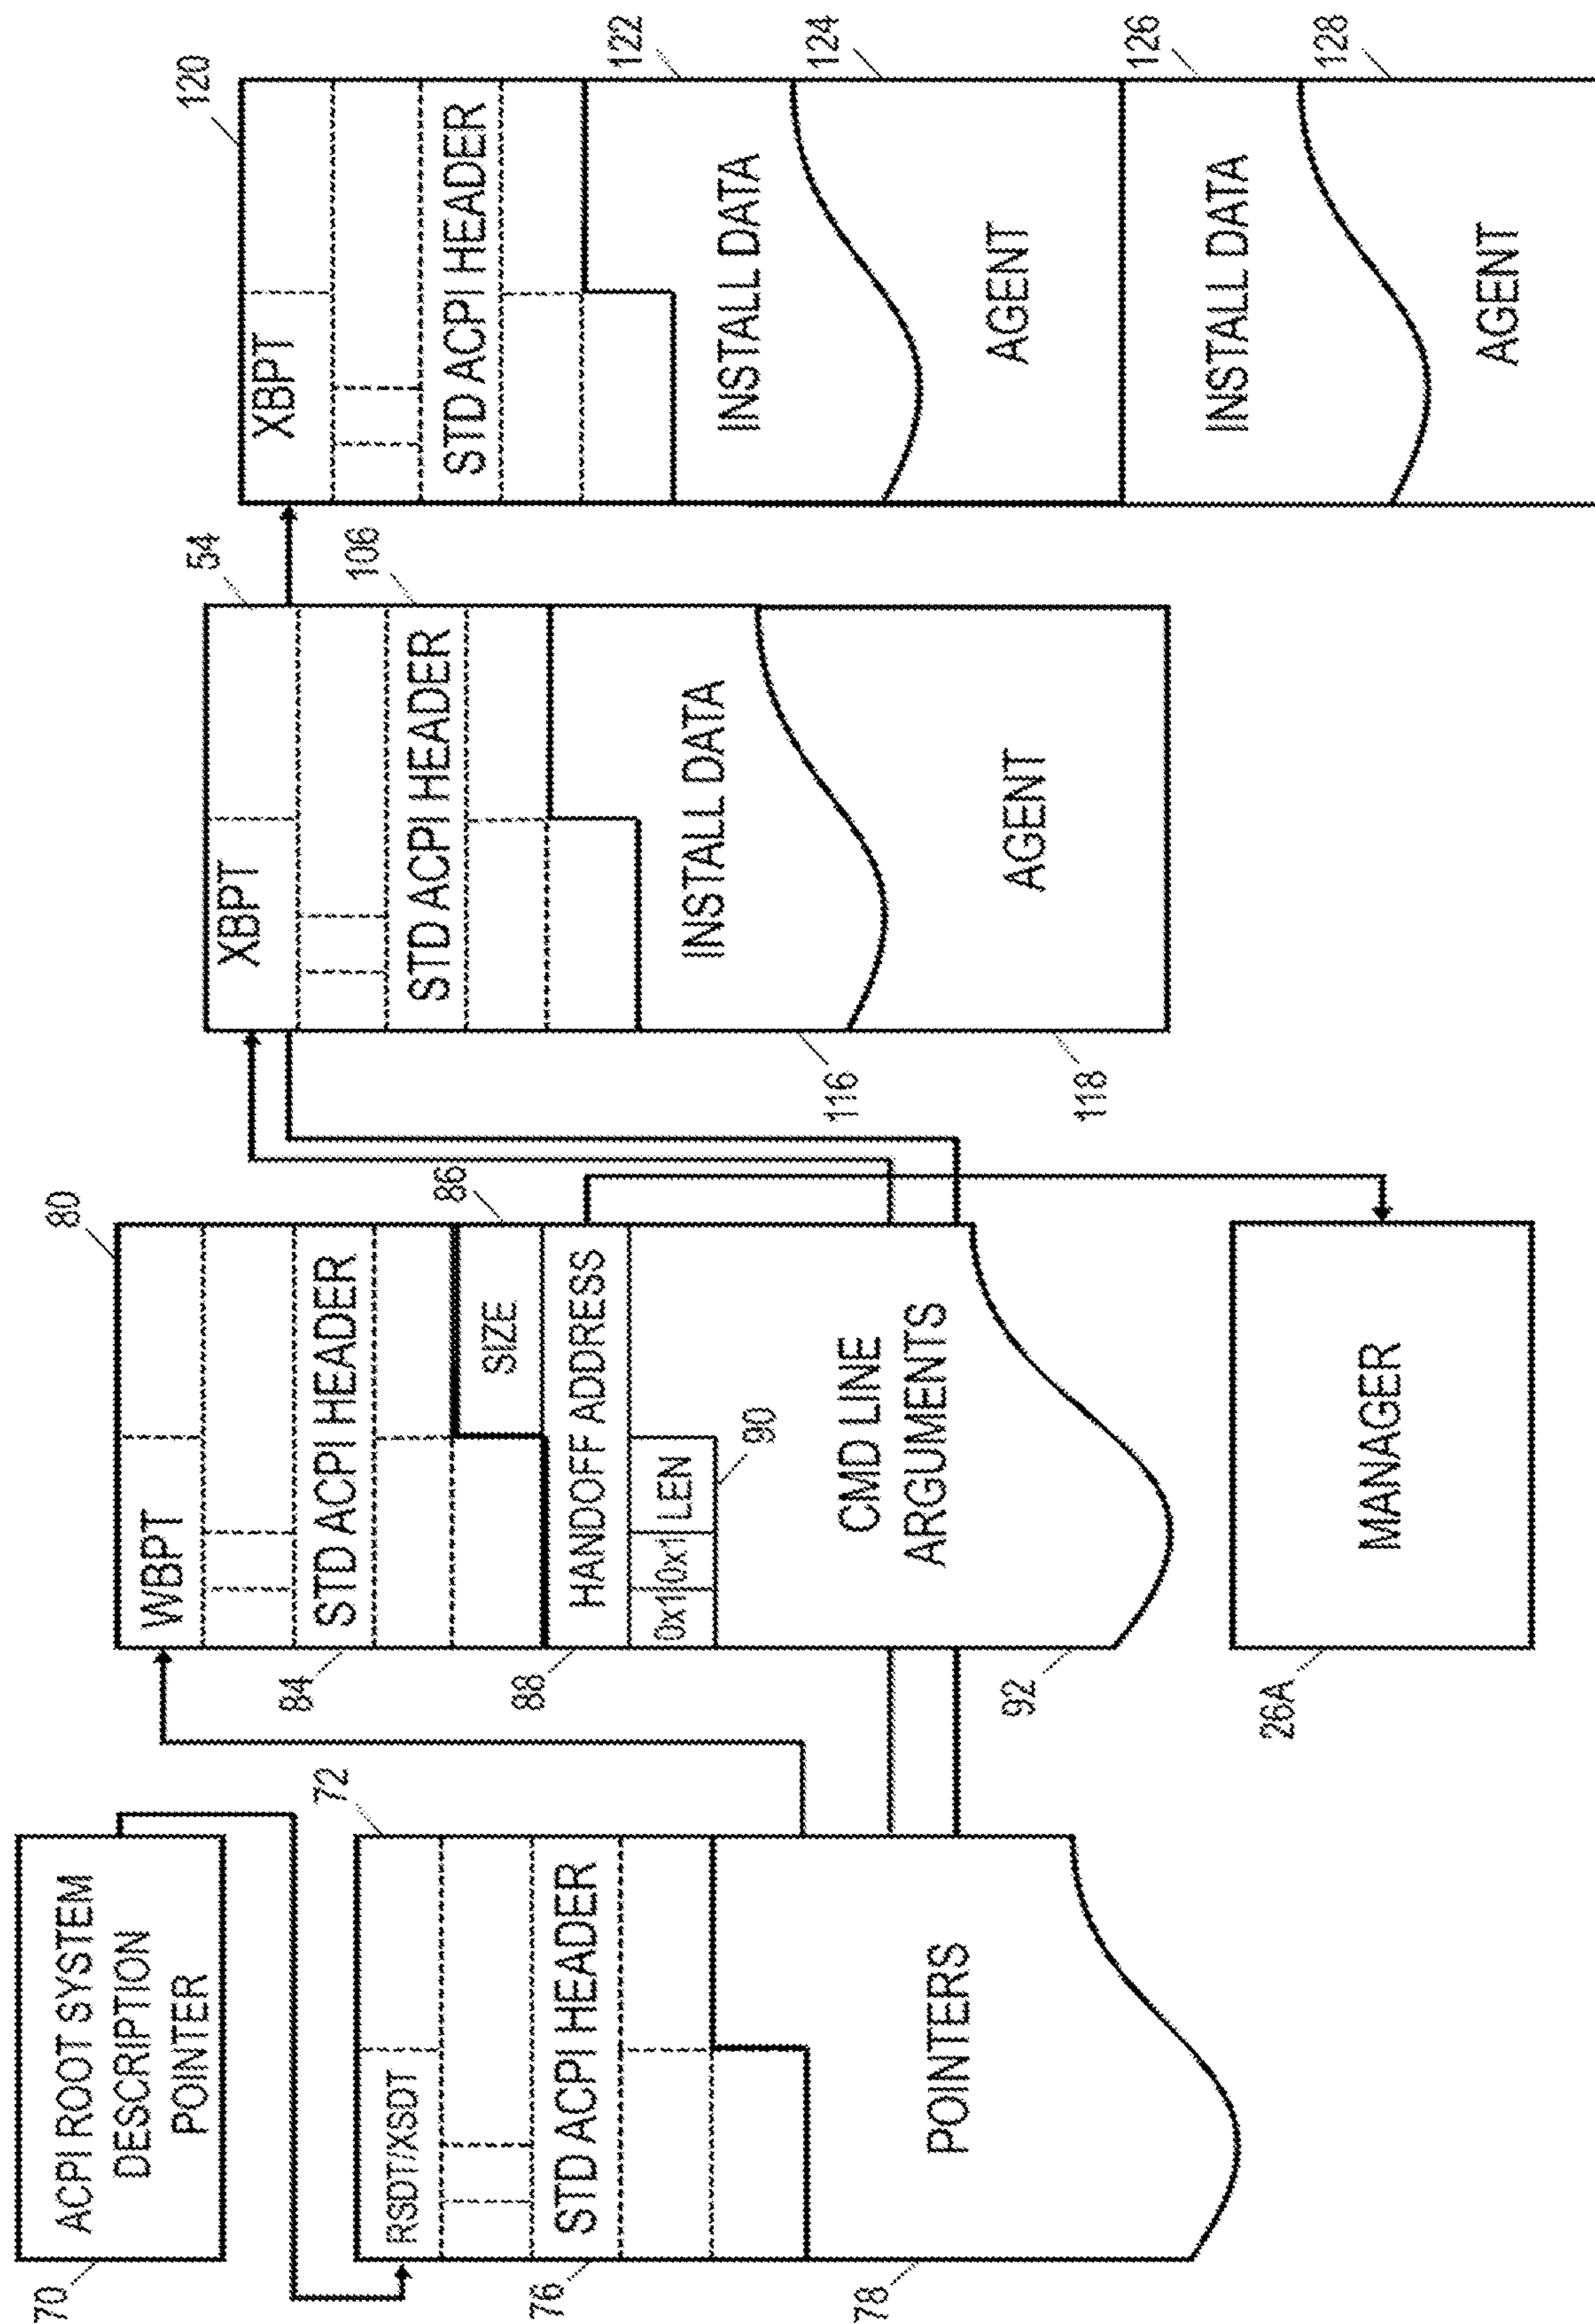 70
ACPI ROOT SYSTEM
DESCRIPTION
POINTER
72
RSDT/XSDT
76
STD ACPI HEADER
78
POINTERS
80
WBPT
84
STD ACPI HEADER
86
SIZE
88
HANDOFF ADDRESS
0x1 0x1 LEN
90
CMD LINE
ARGUMENTS
92
26A
MANAGER
54
XBPT
106
STD ACPI HEADER
116
INSTALL DATA
118
AGENT
120
XBPT
STD ACPI HEADER
122
INSTALL DATA
124
AGENT
126
INSTALL DATA
128
AGENT